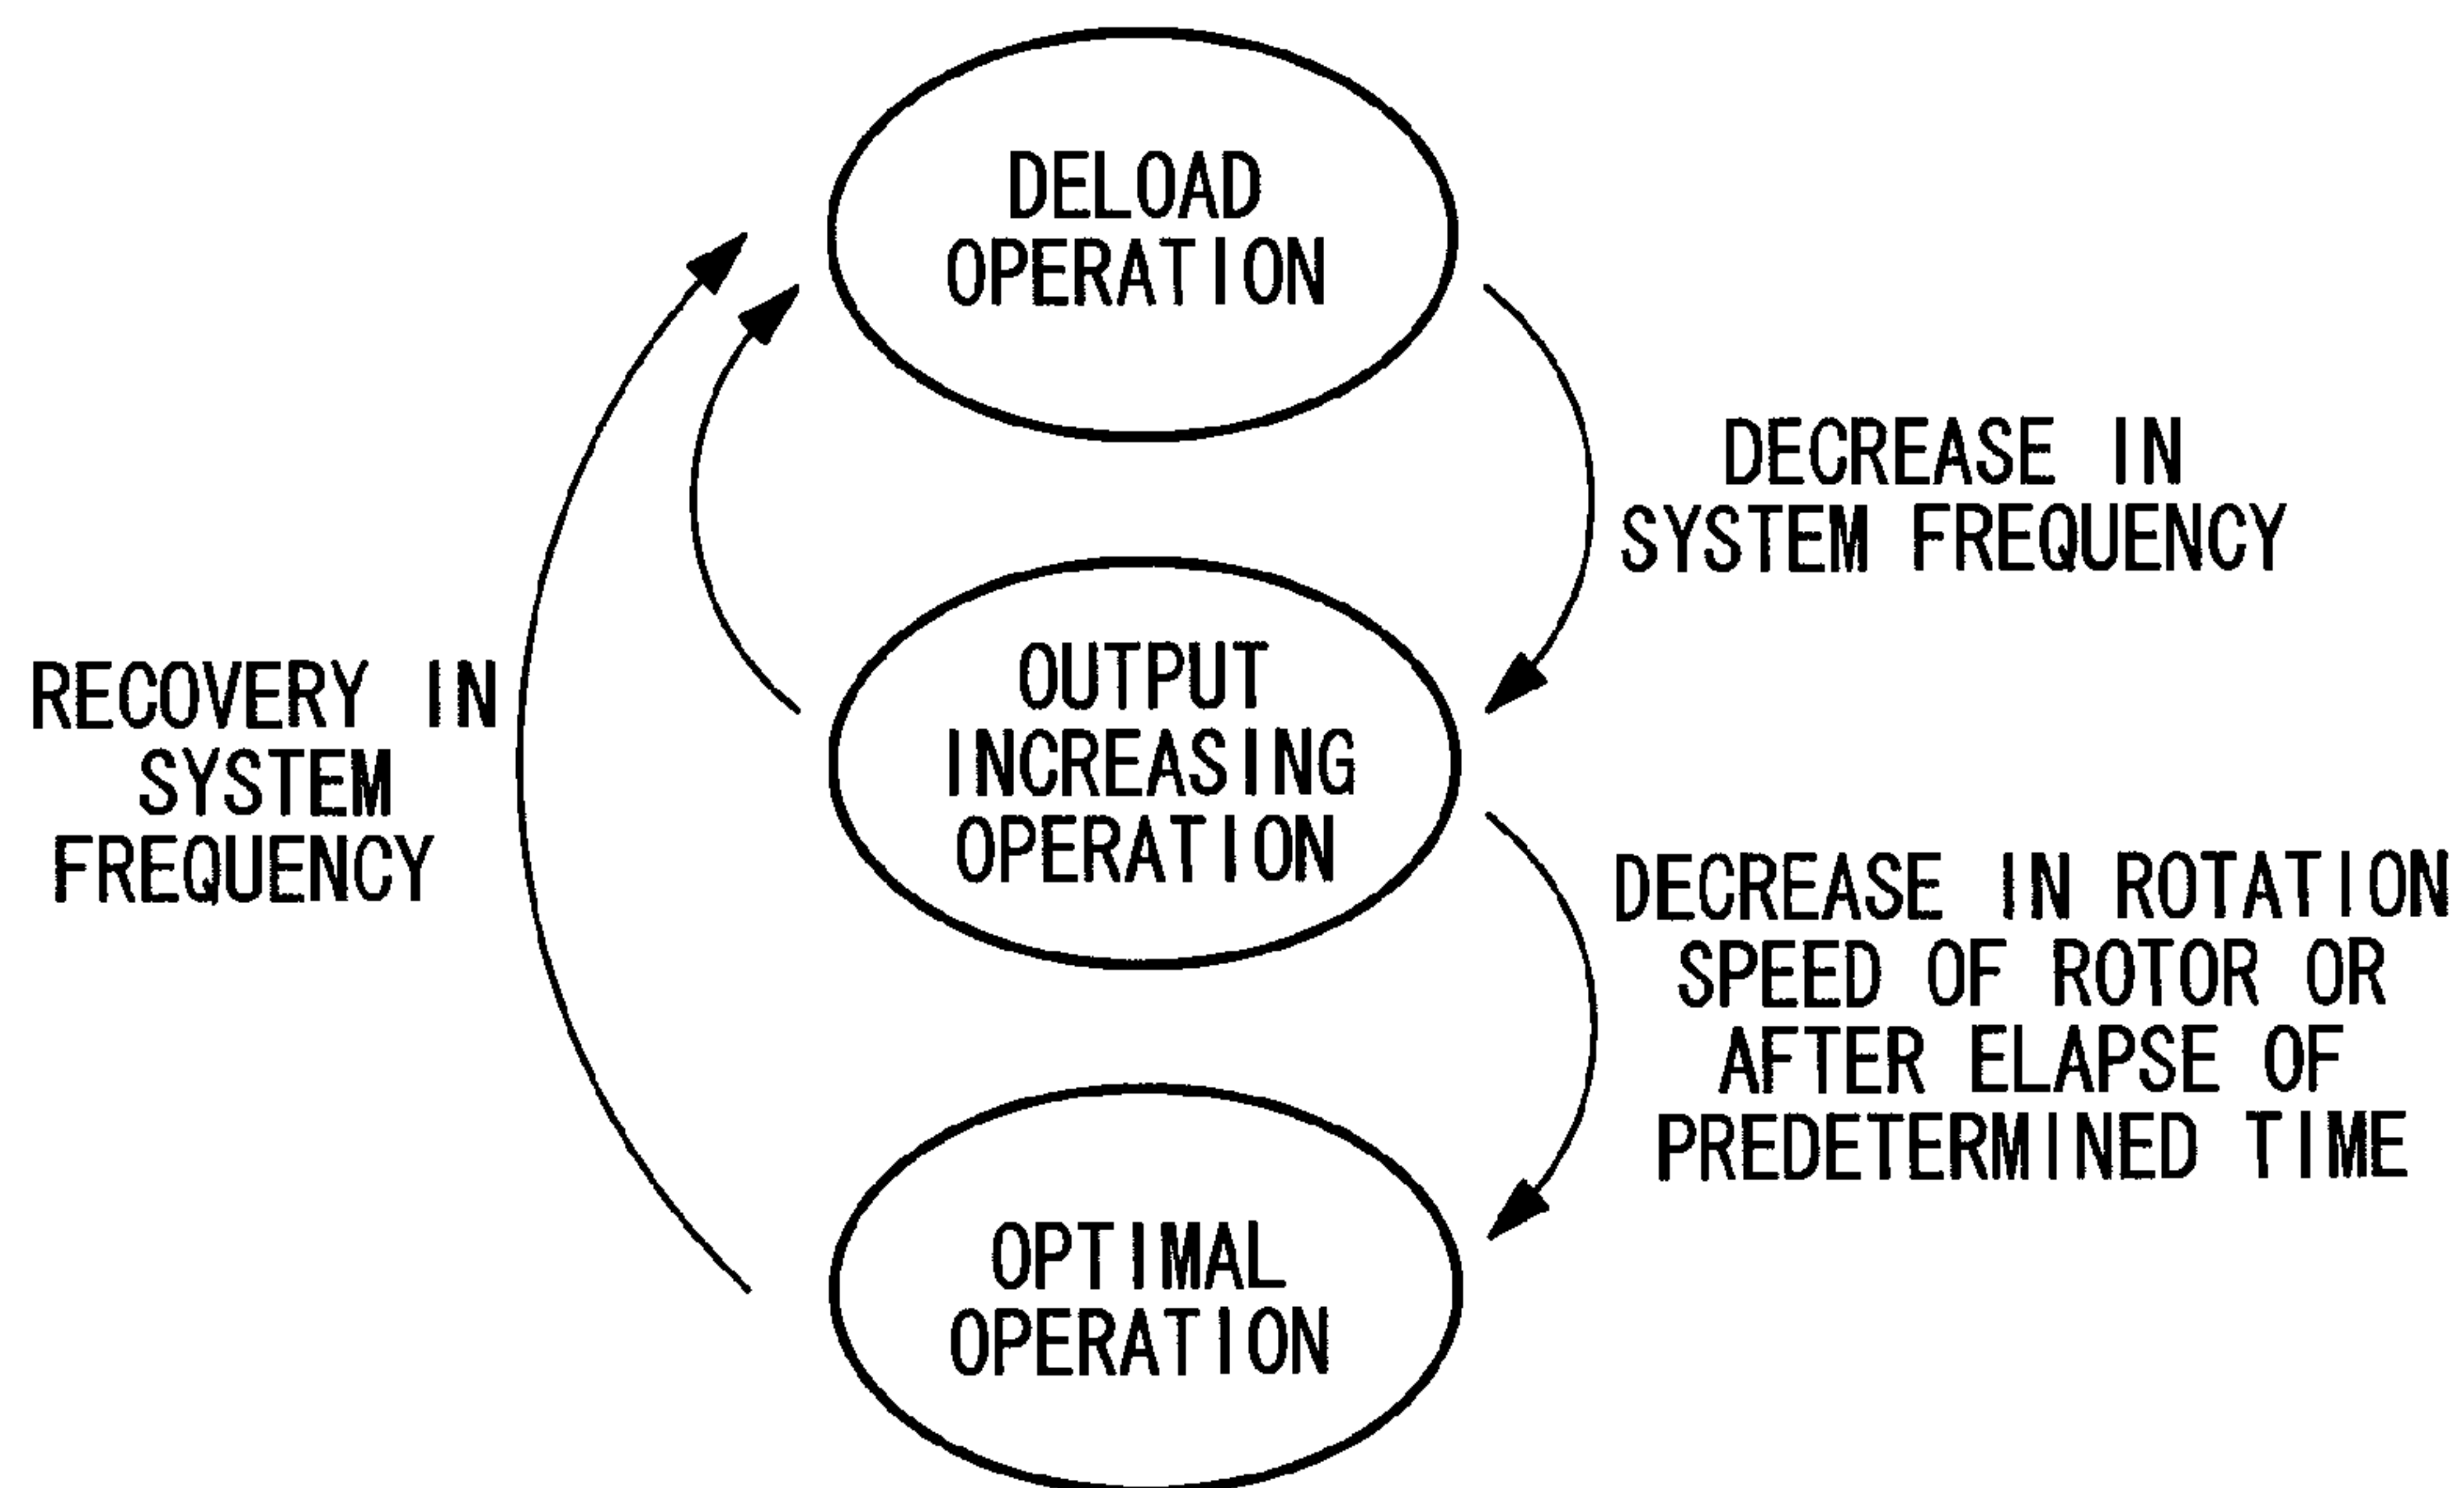 DELOAD
OPERATION
DECREASE IN
SYSTEM FREQUENCY
RECOVERY IN
SYSTEM
FREQUENCY
OUTPUT
INCREASING
OPERATION
DECREASE IN ROTATION
SPEED OF ROTOR OR
AFTER ELAPSE OF
PREDETERMINED TIME
OPTIMAL
OPERATION